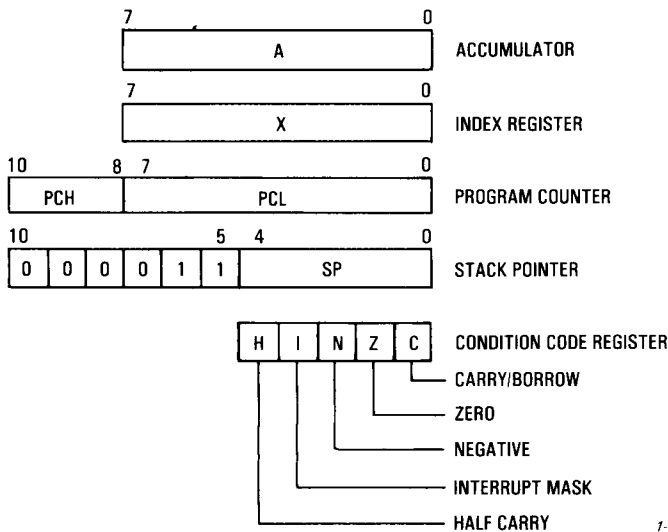 7 0
A ACCUMULATOR
7 0
X INDEX REGISTER
10 8 7 0
PCH PCL PROGRAM COUNTER
10 5 4 0
0 0 0 0 1 1 SP STACK POINTER
H I N Z C CONDITION CODE REGISTER
CARRY/BORROW
ZERO
NEGATIVE
INTERRUPT MASK
HALF CARRY
1-